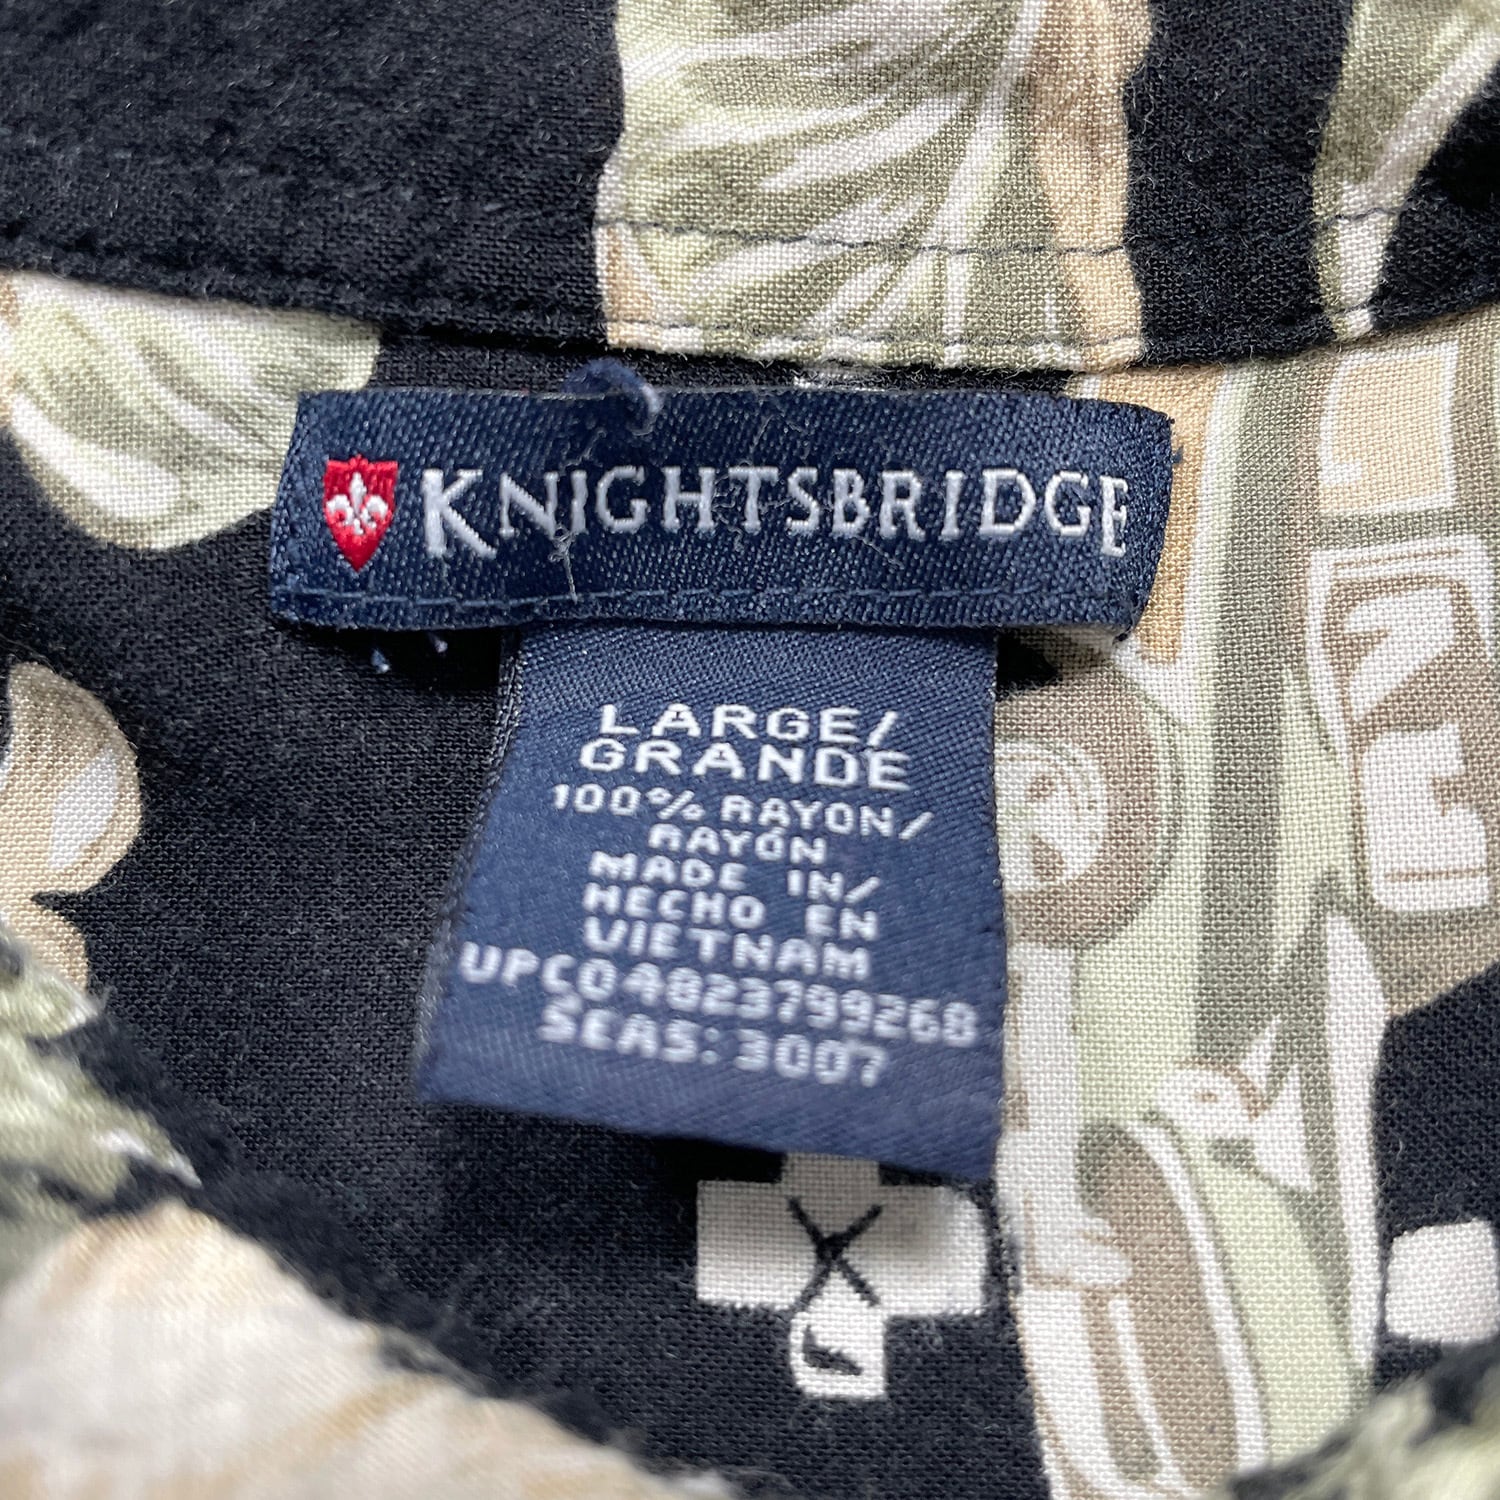 KNIGHTSBRIDGE
LARGE/
GRANDE
100% RAYON/
RAYÓN
MADE IN/
HECHO EN
VIETNAM
UPC04823799268
SEAS: 3007